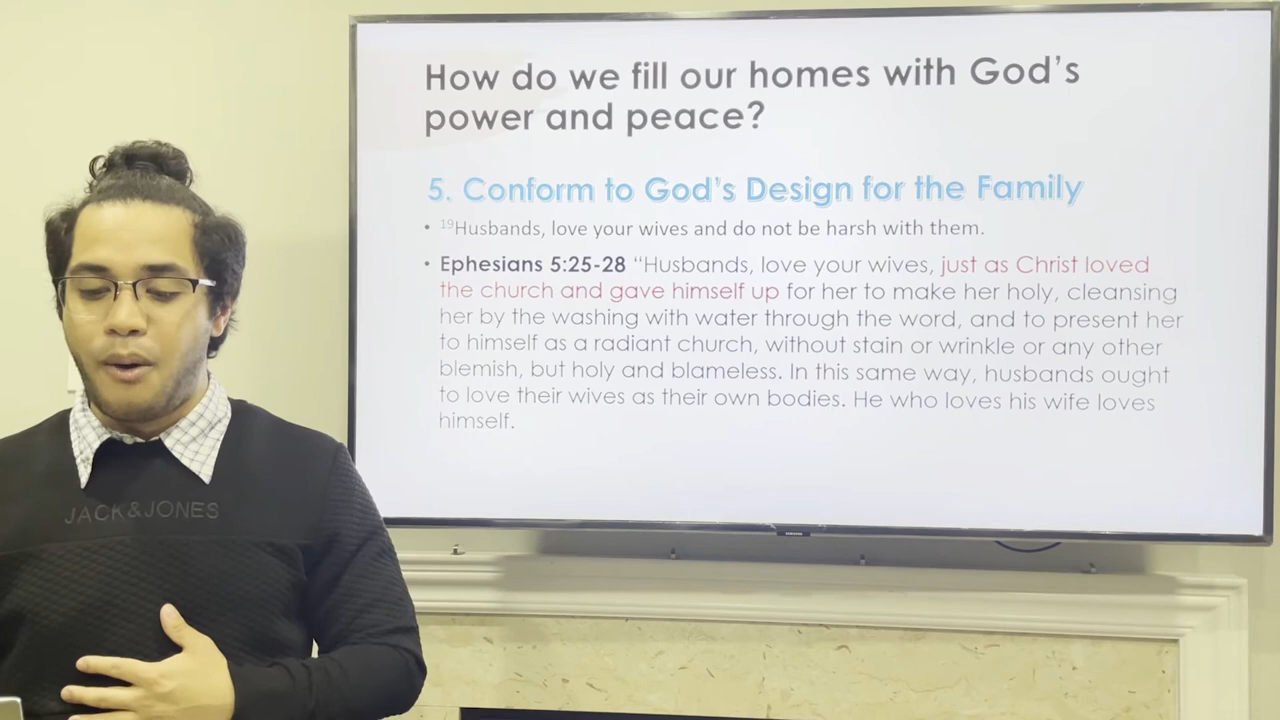 How do we fill our homes with God's
power and peace?
5. Conform to God's Design for the Family
• 19Husbands, love your wives and do not be harsh with them.
• Ephesians 5:25-28 “Husbands, love your wives, just as Christ loved
the church and gave himself up for her to make her holy, cleansing
her by the washing with water through the word, and to present her
to himself as a radiant church, without stain or wrinkle or any other
blemish, but holy and blameless. In this same way, husbands ought
to love their wives as their own bodies. He who loves his wife loves
himself.
JACK&JONES
SAMSUNG